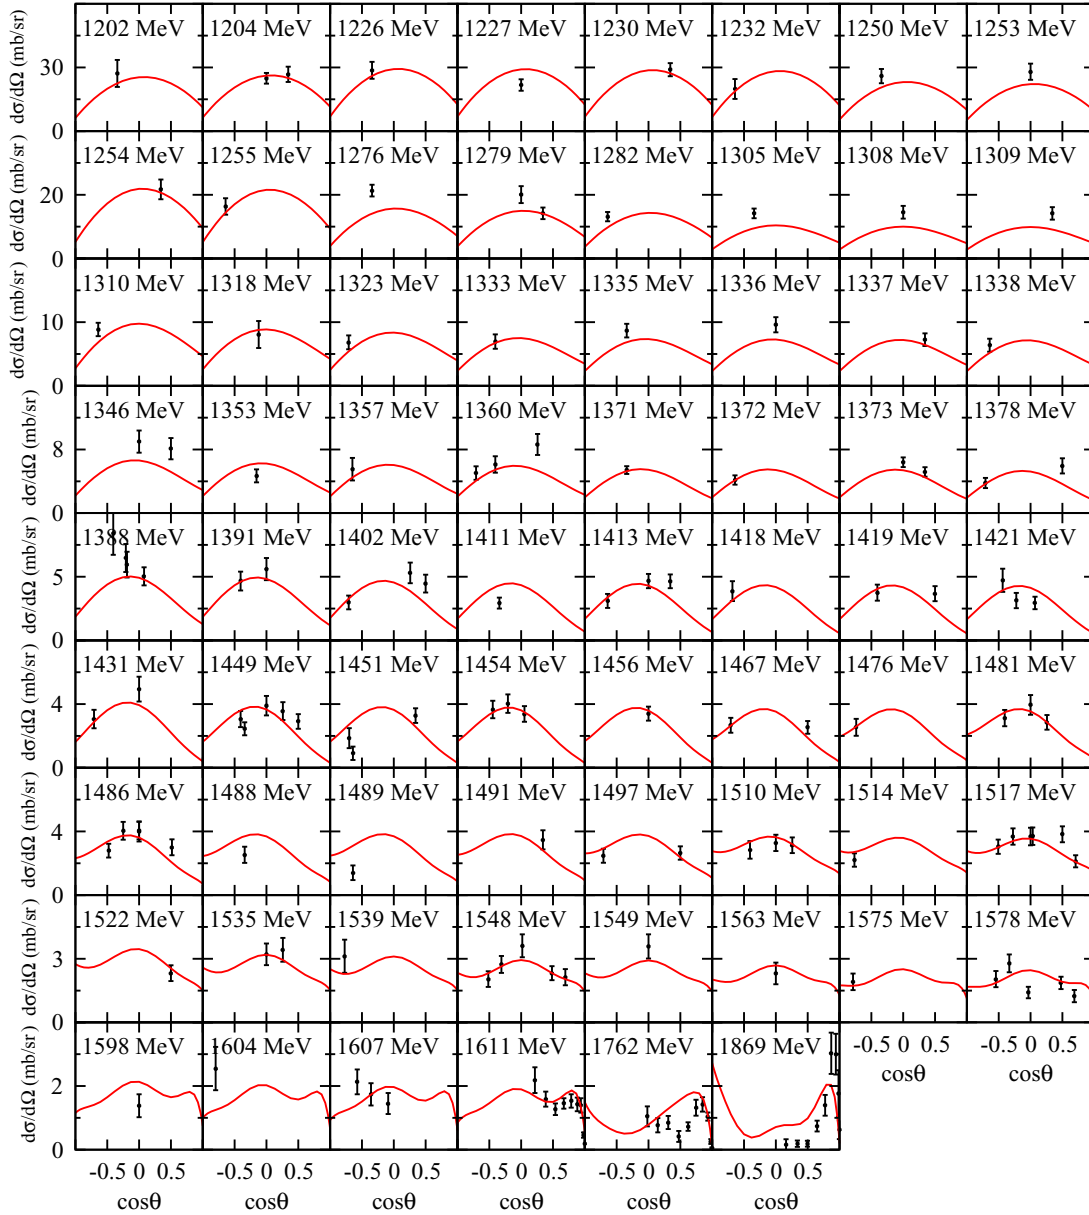 dσ/dΩ (mb/sr)
30
0
1202 MeV
1204 MeV
1226 MeV
1227 MeV
1230 MeV
1232 MeV
1250 MeV
1253 MeV
dσ/dΩ (mb/sr)
20
0
1254 MeV
1255 MeV
1276 MeV
1279 MeV
1282 MeV
1305 MeV
1308 MeV
1309 MeV
dσ/dΩ (mb/sr)
10
0
1310 MeV
1318 MeV
1323 MeV
1333 MeV
1335 MeV
1336 MeV
1337 MeV
1338 MeV
dσ/dΩ (mb/sr)
8
0
1346 MeV
1353 MeV
1357 MeV
1360 MeV
1371 MeV
1372 MeV
1373 MeV
1378 MeV
dσ/dΩ (mb/sr)
5
0
1388 MeV
1391 MeV
1402 MeV
1411 MeV
1413 MeV
1418 MeV
1419 MeV
1421 MeV
dσ/dΩ (mb/sr)
4
0
1431 MeV
1449 MeV
1451 MeV
1454 MeV
1456 MeV
1467 MeV
1476 MeV
1481 MeV
dσ/dΩ (mb/sr)
4
0
1486 MeV
1488 MeV
1489 MeV
1491 MeV
1497 MeV
1510 MeV
1514 MeV
1517 MeV
dσ/dΩ (mb/sr)
3
0
1522 MeV
1535 MeV
1539 MeV
1548 MeV
1549 MeV
1563 MeV
1575 MeV
1578 MeV
dσ/dΩ (mb/sr)
2
0
1598 MeV
1604 MeV
1607 MeV
1611 MeV
1762 MeV
1869 MeV
-0.5 0 0.5
cosθ
-0.5 0 0.5
cosθ
-0.5 0 0.5
cosθ
-0.5 0 0.5
cosθ
-0.5 0 0.5
cosθ
-0.5 0 0.5
cosθ
-0.5 0 0.5
cosθ
-0.5 0 0.5
cosθ